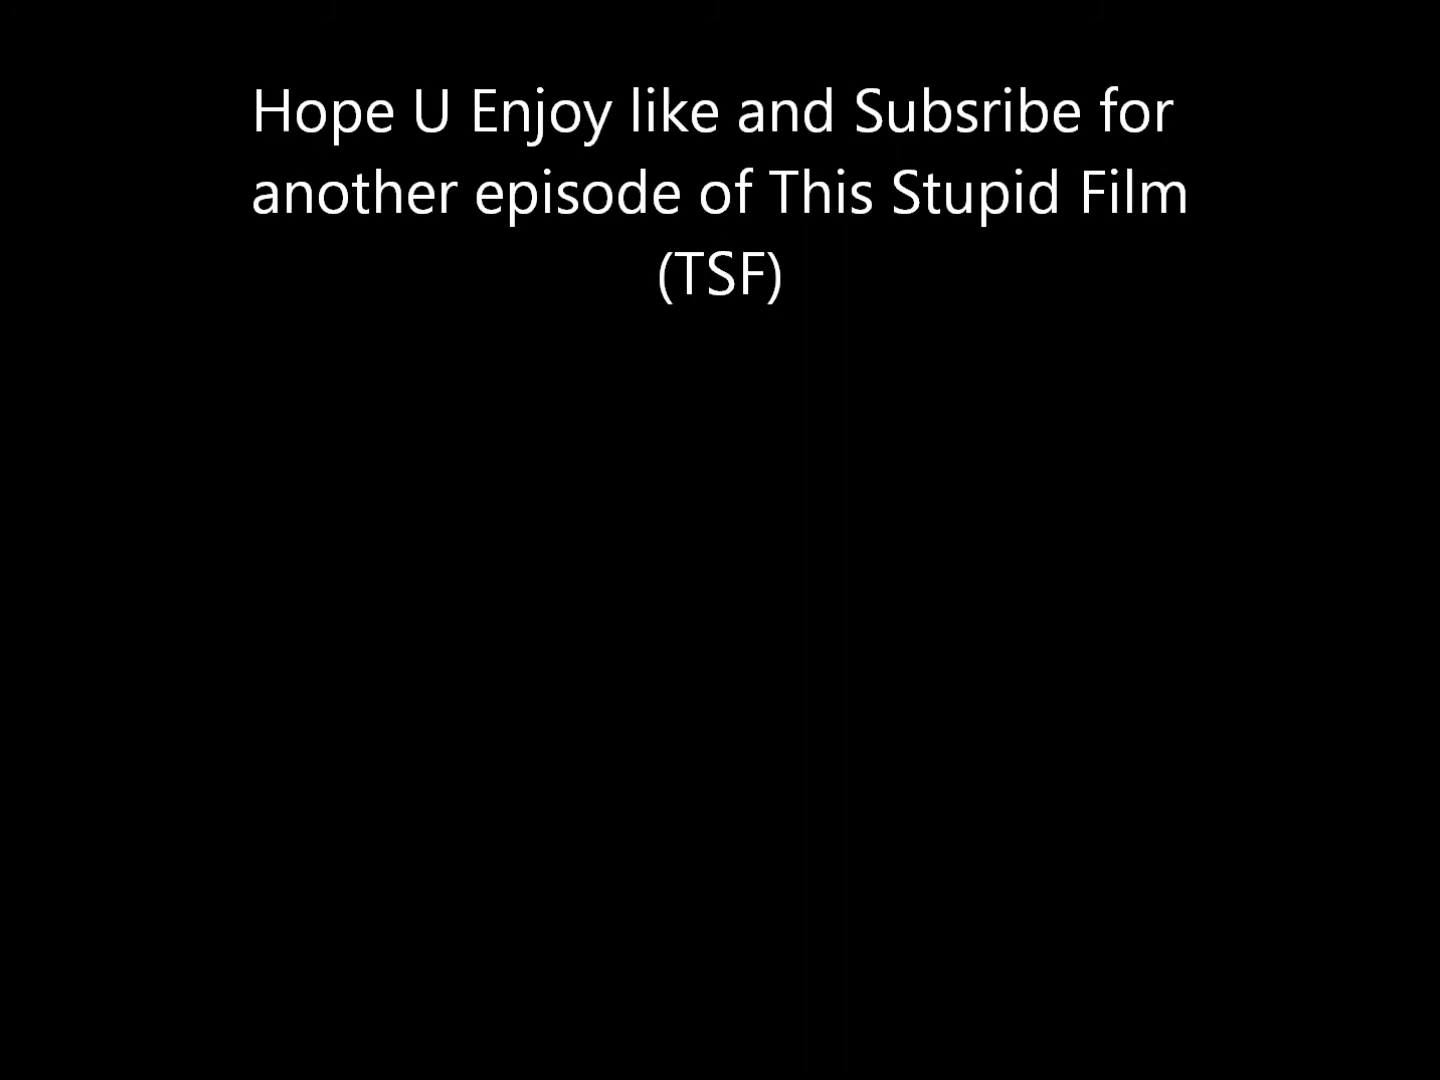 Hope U Enjoy like and Subsribe for
another episode of This Stupid Film
(TSF)